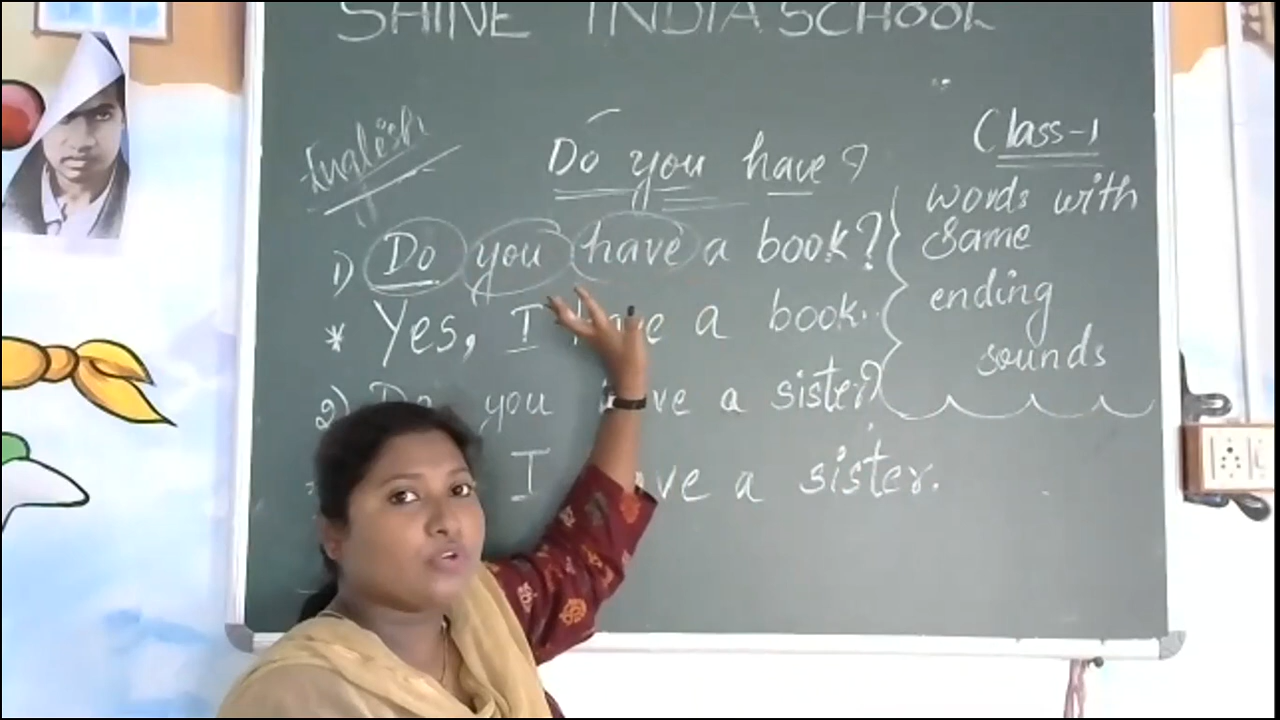 SHINE INDIA SCHOOL
English
Class-1
Do you have?
1) Do you have a book?
* Yes, I have a book.
2) Do you have a sister?
I have a sister.
words with
same
ending
sounds